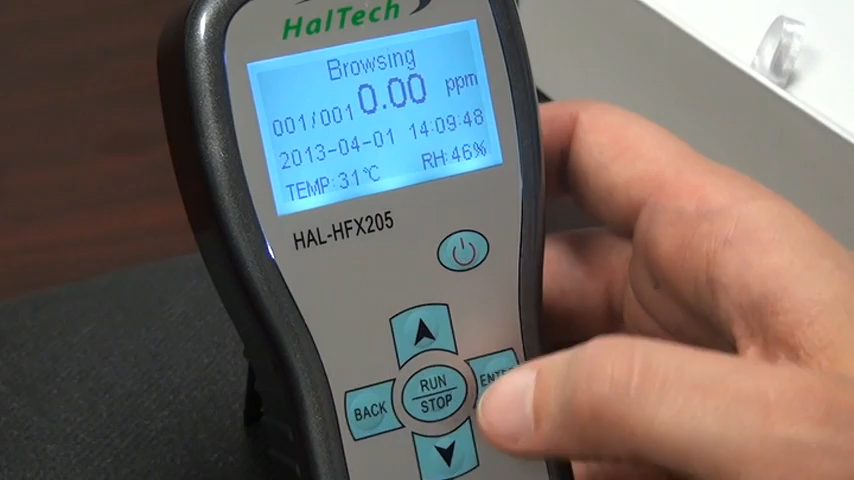 HalTech
Browsing
001/001 0.00 ppm
2013-04-01 14:09:48
TEMP:31℃ RH:46%
HAL-HFX205
RUN
STOP
BACK